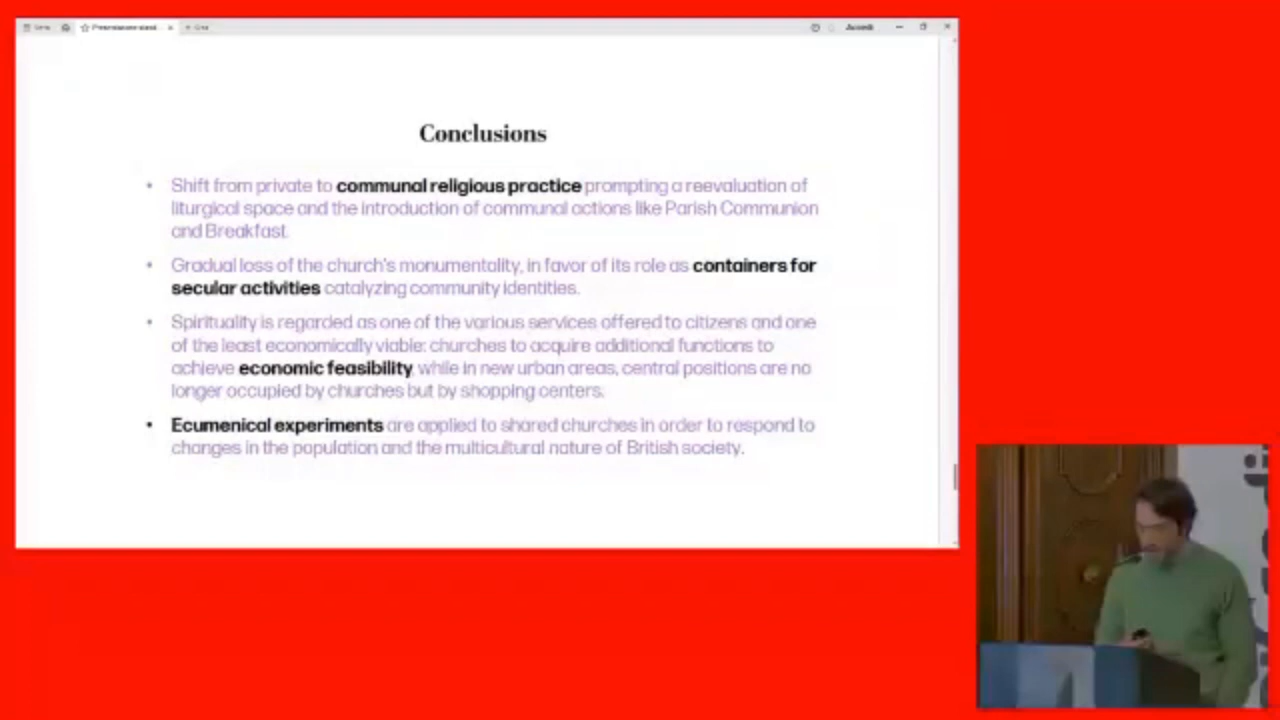 Accedi
Conclusions
• Shift from private to communal religious practice prompting a reevaluation of
liturgical space and the introduction of communal actions like Parish Communion
and Breakfast.
• Gradual loss of the church's monumentality, in favor of its role as containers for
secular activities catalyzing community identities.
• Spirituality is regarded as one of the various services offered to citizens and one
of the least economically viable: churches to acquire additional functions to
achieve economic feasibility, while in new urban areas, central positions are no
longer occupied by churches but by shopping centers.
• Ecumenical experiments are applied to shared churches in order to respond to
changes in the population and the multicultural nature of British society.